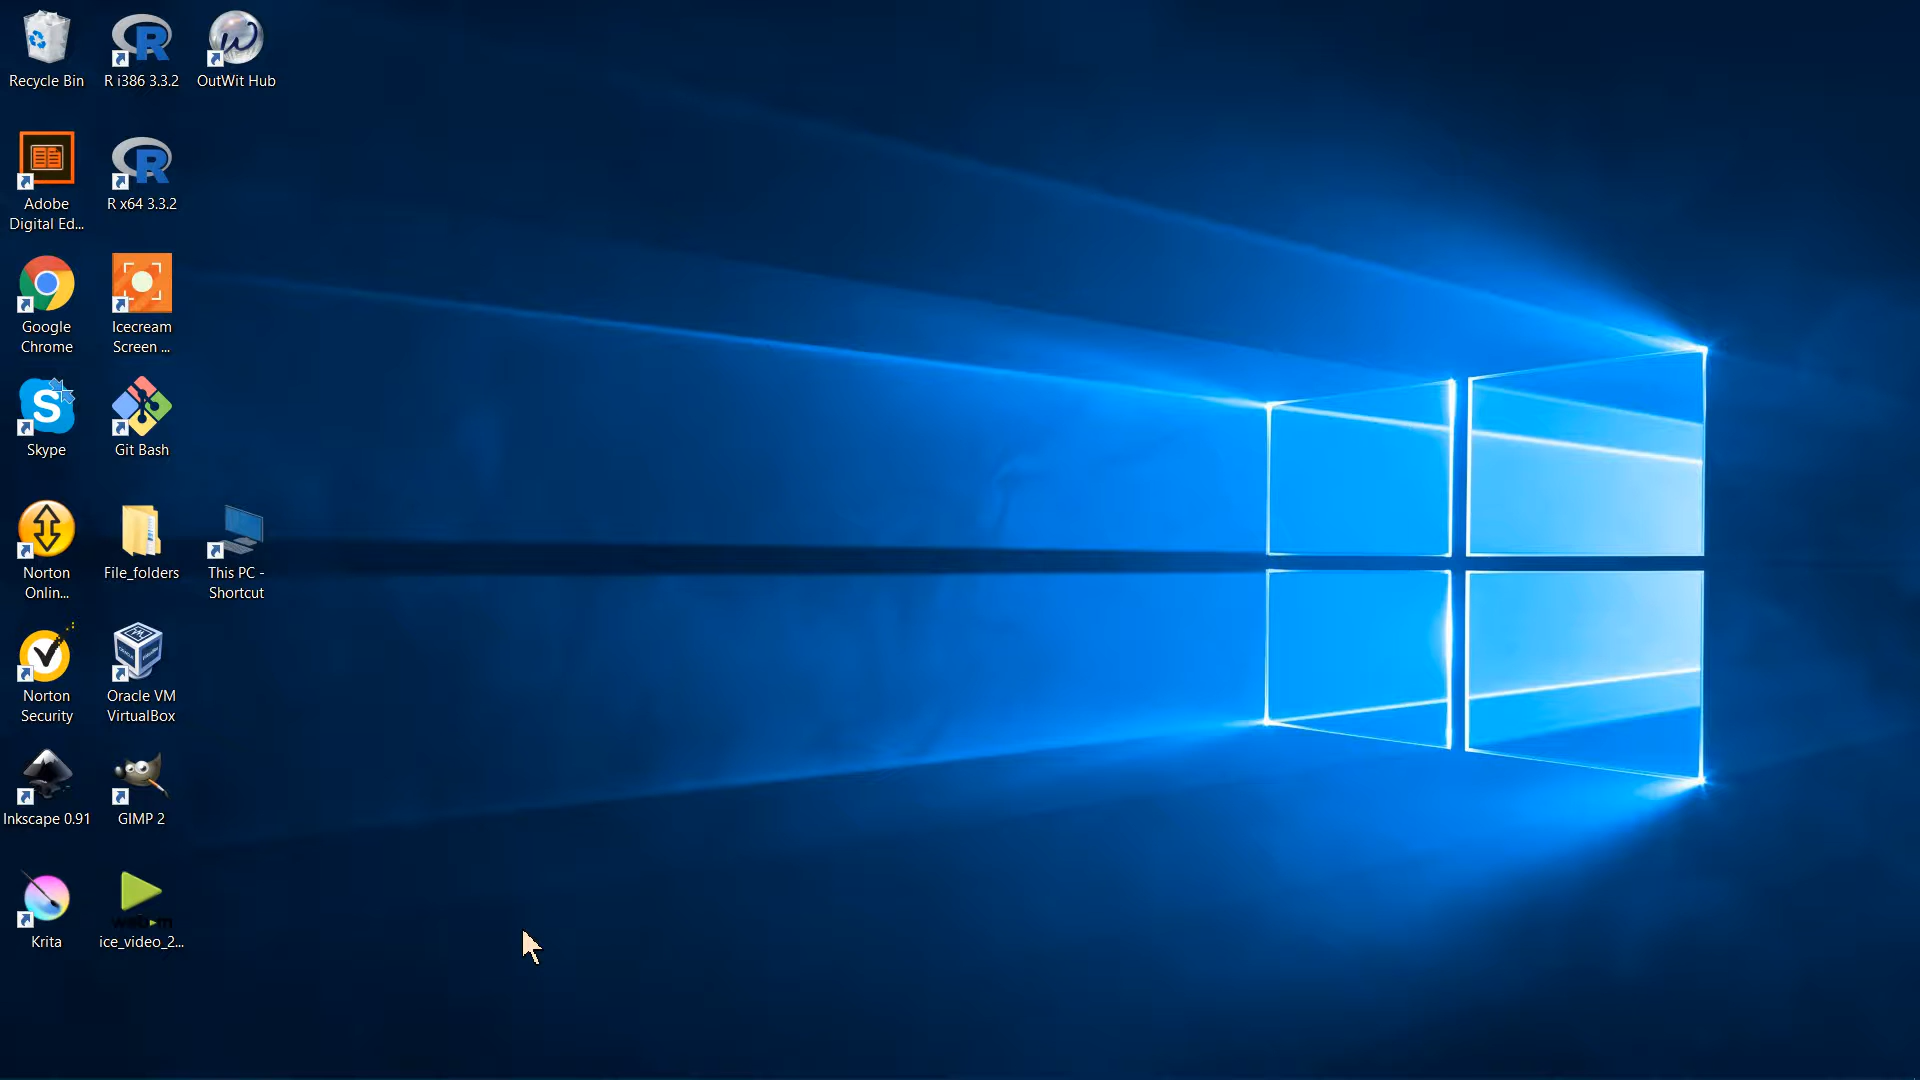 Recycle Bin
R i386 3.3.2
OutWit Hub
Adobe
Digital Ed...
R x64 3.3.2
Google
Chrome
Icecream
Screen ...
Skype
Git Bash
Norton
Onlin...
File_folders
This PC -
Shortcut
Norton
Security
Oracle VM
VirtualBox
Inkscape 0.91
GIMP 2
Krita
webm
ice_video_2...